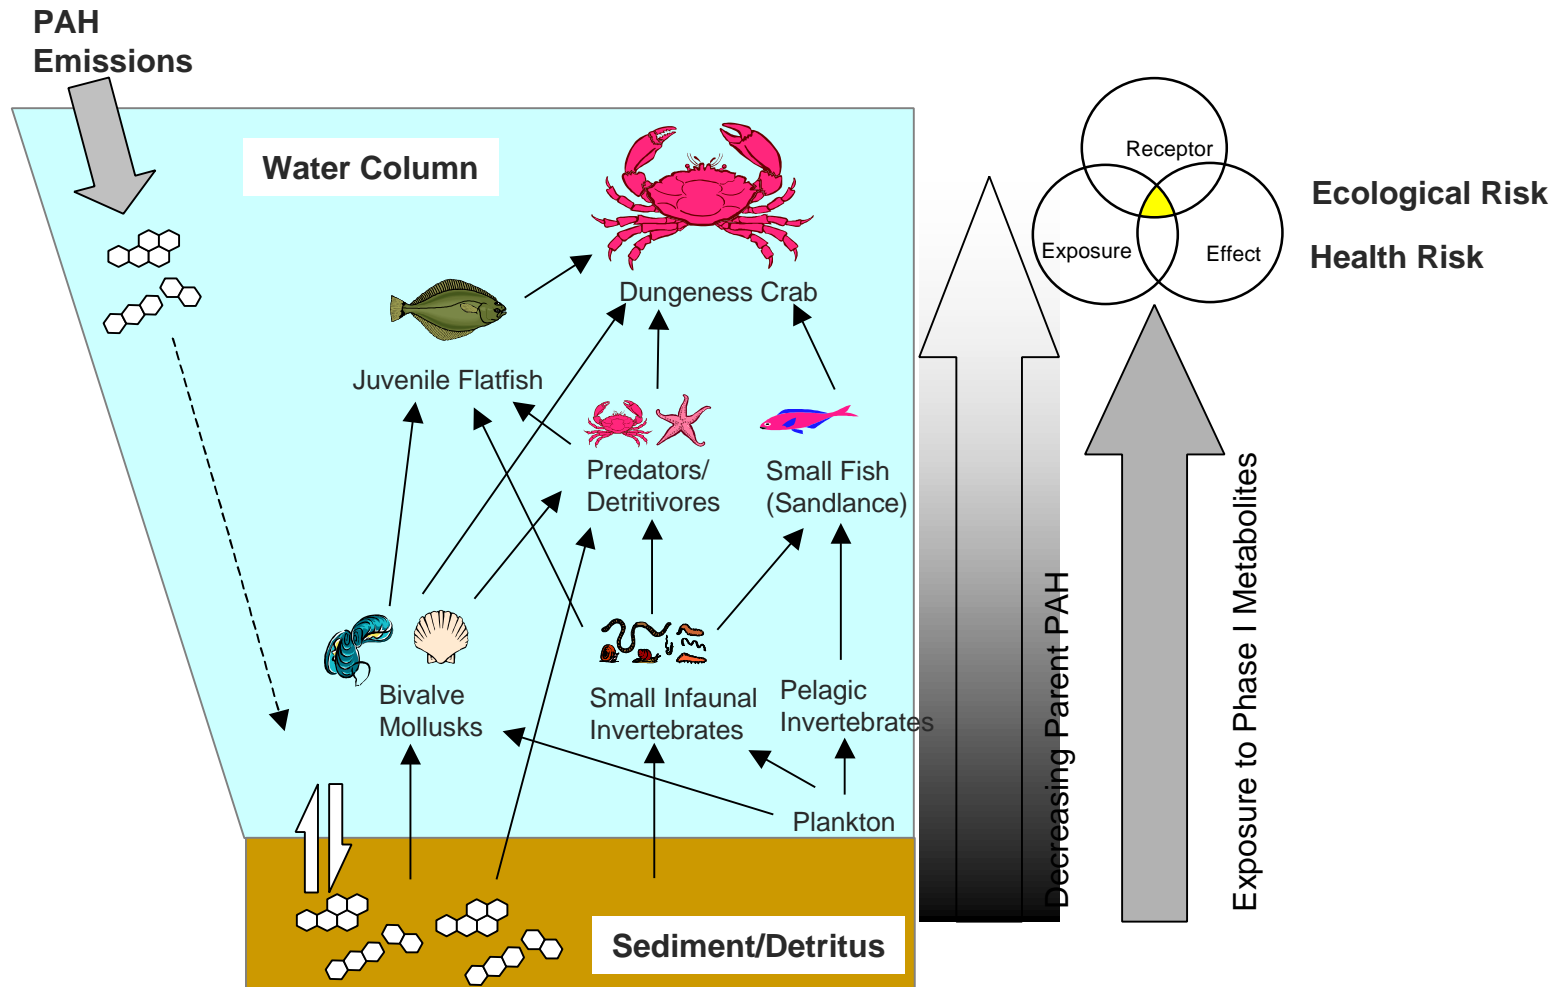 PAH
Emissions
Water Column
Receptor
Exposure
Effect
Ecological Risk
Health Risk
Dungeness Crab
Juvenile Flatfish
Predators/
Detritivores
Small Fish
(Sandlance)
Bivalve
Mollusks
Small Infaunal
Invertebrates
Pelagic
Invertebrates
Plankton
Sediment/Detritus
Decreasing Parent PAH
Exposure to Phase I Metabolites